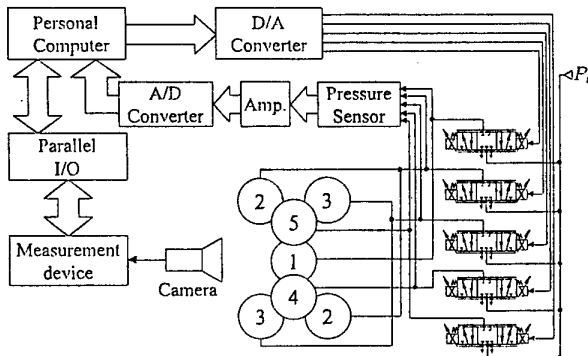 Personal
Computer
D/A
Converter
A/D
Converter
Amp.
Pressure
Sensor
Parallel
I/O
Measurement
device
Camera
2
3
5
1
4
3
2